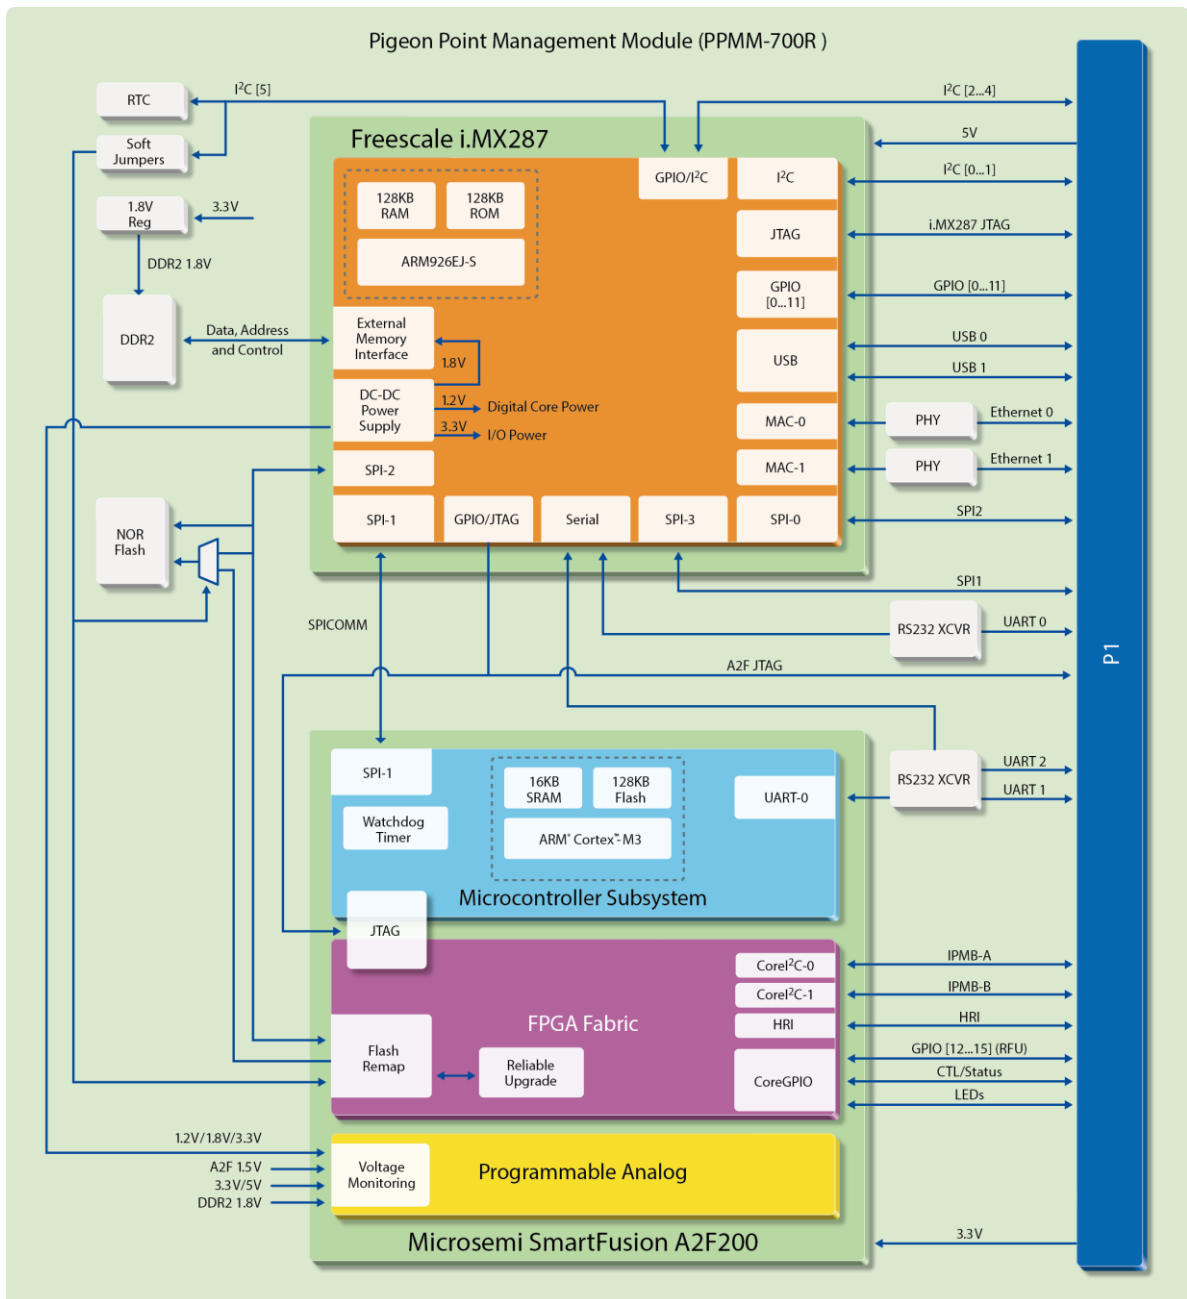 Pigeon Point Management Module (PPMM-700R )
RTC
I²C [5]
I²C [2...4]
Soft
Jumpers
Freescale i.MX287
5V
GPIO/I²C
I²C
I²C [0...1]
128KB
RAM
128KB
ROM
1.8V
Reg
3.3V
JTAG
i.MX287 JTAG
ARM926EJ-S
DDR2 1.8V
GPIO
[0...11]
GPIO [0...11]
DDR2
Data, Address
and Control
External
Memory
Interface
1.8V
USB
USB 0
USB 1
DC-DC
Power
Supply
1.2V
Digital Core Power
3.3V
I/O Power
MAC-0
PHY
Ethernet 0
MAC-1
PHY
Ethernet 1
SPI-2
NOR
Flash
SPI-1
GPIO/JTAG
Serial
SPI-3
SPI-0
SPI2
SPI1
SPICOMM
RS232 XCVR
UART 0
P1
A2F JTAG
SPI-1
16KB
SRAM
128KB
Flash
UART-0
RS232 XCVR
UART 2
UART 1
Watchdog
Timer
ARM® Cortex™-M3
Microcontroller Subsystem
JTAG
CoreI²C-0
IPMB-A
CoreI²C-1
IPMB-B
FPGA Fabric
HRI
HRI
Flash
Remap
Reliable
Upgrade
CoreGPIO
GPIO [12...15] (RFU)
CTL/Status
LEDs
1.2V/1.8V/3.3V
A2F 1.5V
3.3V/5V
DDR2 1.8V
Voltage
Monitoring
Programmable Analog
Microsemi SmartFusion A2F200
3.3V